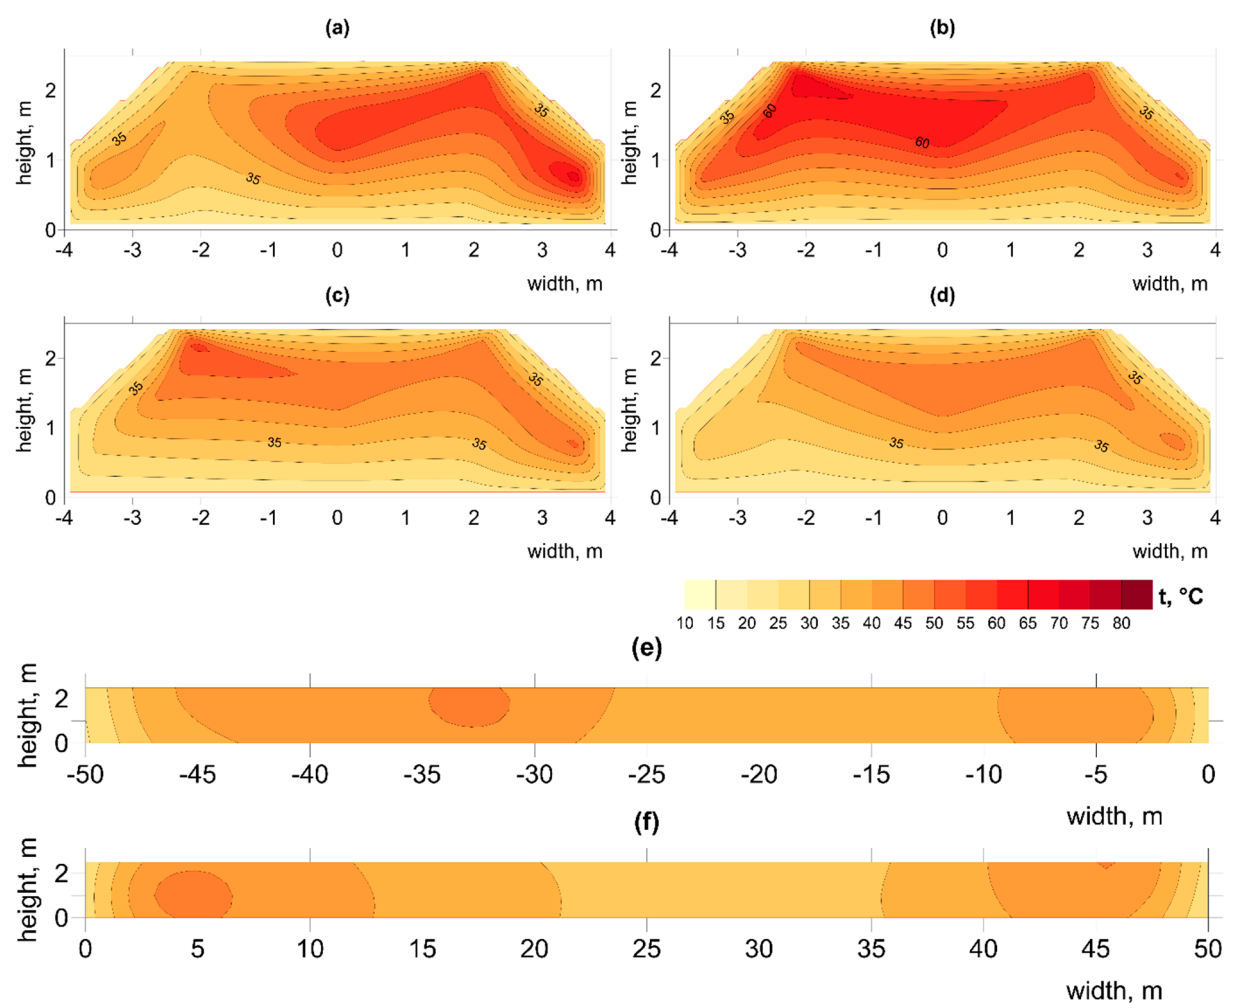 (a) (b)
height, m 2 1 0 35 35 35
height, m 2 1 0 35 60 60 35
-4 -3 -2 -1 0 1 2 3 4
-4 -3 -2 -1 0 1 2 3 4
width, m width, m
(c) (d)
height, m 2 1 0 35 35 35 35
height, m 2 1 0 35 35 35
-4 -3 -2 -1 0 1 2 3 4
-4 -3 -2 -1 0 1 2 3 4
width, m width, m
t, °C
10 15 20 25 30 35 40 45 50 55 60 65 70 75 80
(e)
height, m 2 0
-50 -45 -40 -35 -30 -25 -20 -15 -10 -5 0
width, m
(f)
height, m 2 0
0 5 10 15 20 25 30 35 40 45 50
width, m